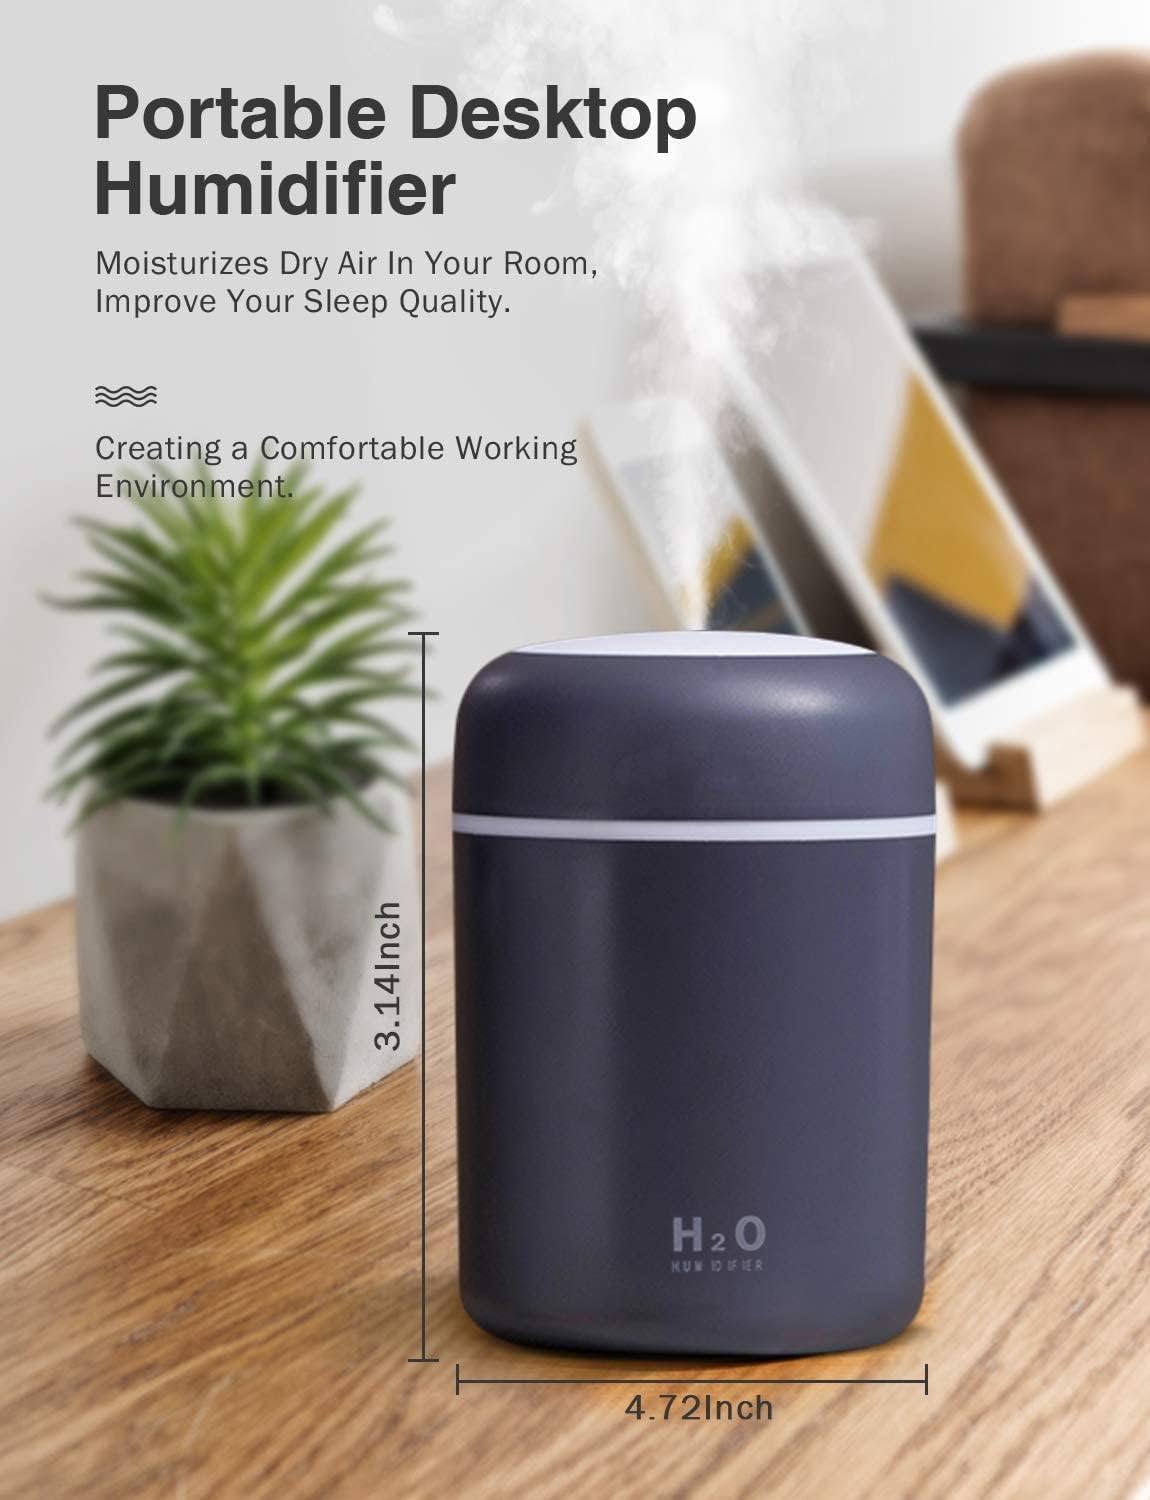 Portable Desktop
Humidifier
Moisturizes Dry Air In Your Room,
Improve Your Sleep Quality.
Creating a Comfortable Working
Environment.
3.14Inch
H2O
HUMIDIFIER
4.72Inch